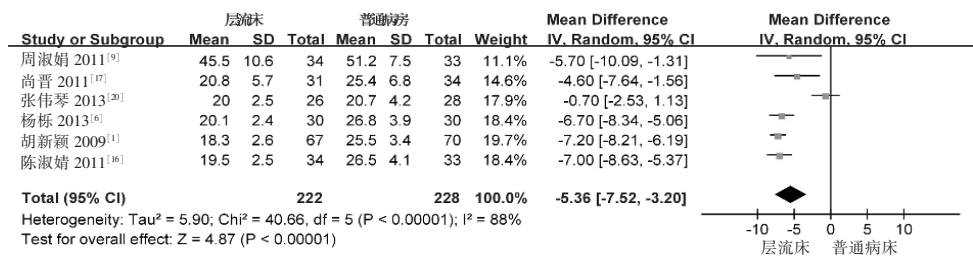 层流床 普通病房 Mean Difference Mean Difference
Study or Subgroup Mean SD Total Mean SD Total Weight IV, Random, 95% CI IV, Random, 95% CI
周淑娟 2011[9] 45.5 10.6 34 51.2 7.5 33 11.1% -5.70 [-10.09, -1.31]
尚晋 2011[17] 20.8 5.7 31 25.4 6.8 34 14.6% -4.60 [-7.64, -1.56]
张伟琴 2013[20] 20 2.5 26 20.7 4.2 28 17.9% -0.70 [-2.53, 1.13]
杨栎 2013[6] 20.1 2.4 30 26.8 3.9 30 18.4% -6.70 [-8.34, -5.06]
胡新颖 2009[1] 18.3 2.6 67 25.5 3.4 70 19.7% -7.20 [-8.21, -6.19]
陈淑婧 2011[16] 19.5 2.5 34 26.5 4.1 33 18.4% -7.00 [-8.63, -5.37]
Total (95% CI) 222 228 100.0% -5.36 [-7.52, -3.20]
Heterogeneity: Tau² = 5.90; Chi² = 40.66, df = 5 (P < 0.00001); I² = 88%
Test for overall effect: Z = 4.87 (P < 0.00001)
-10 -5 0 5 10
层流床 普通病床